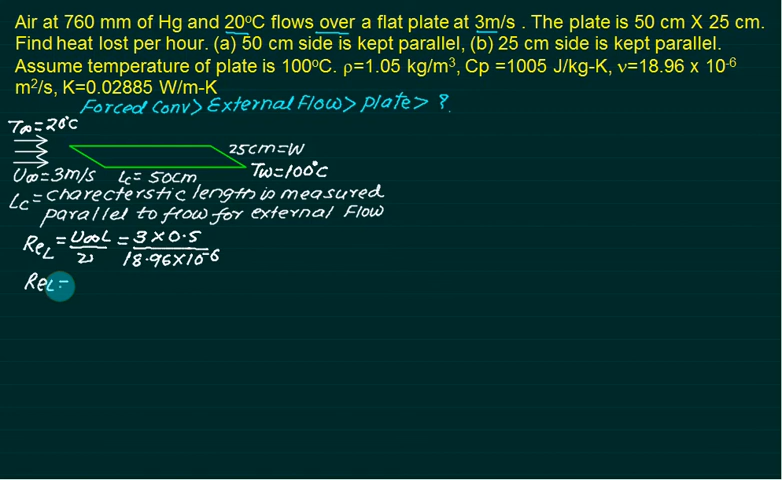 Air at 760 mm of Hg and 20°C flows over a flat plate at 3m/s . The plate is 50 cm X 25 cm.
Find heat lost per hour. (a) 50 cm side is kept parallel, (b) 25 cm side is kept parallel.
Assume temperature of plate is 100°C. ρ=1.05 kg/m³, Cp =1005 J/kg-K, ν=18.96 x 10⁻⁶
m²/s, K=0.02885 W/m-K
Forced Conv> External Flow> plate> ?
T∞=20°C
25cm=W
U∞=3m/s Lc=50cm Tw=100°C
Lc= charecterstic length is measured
parallel to flow for external Flow
ReL = U∞L/ν = 3×0.5/18.96×10⁻⁶
ReL=